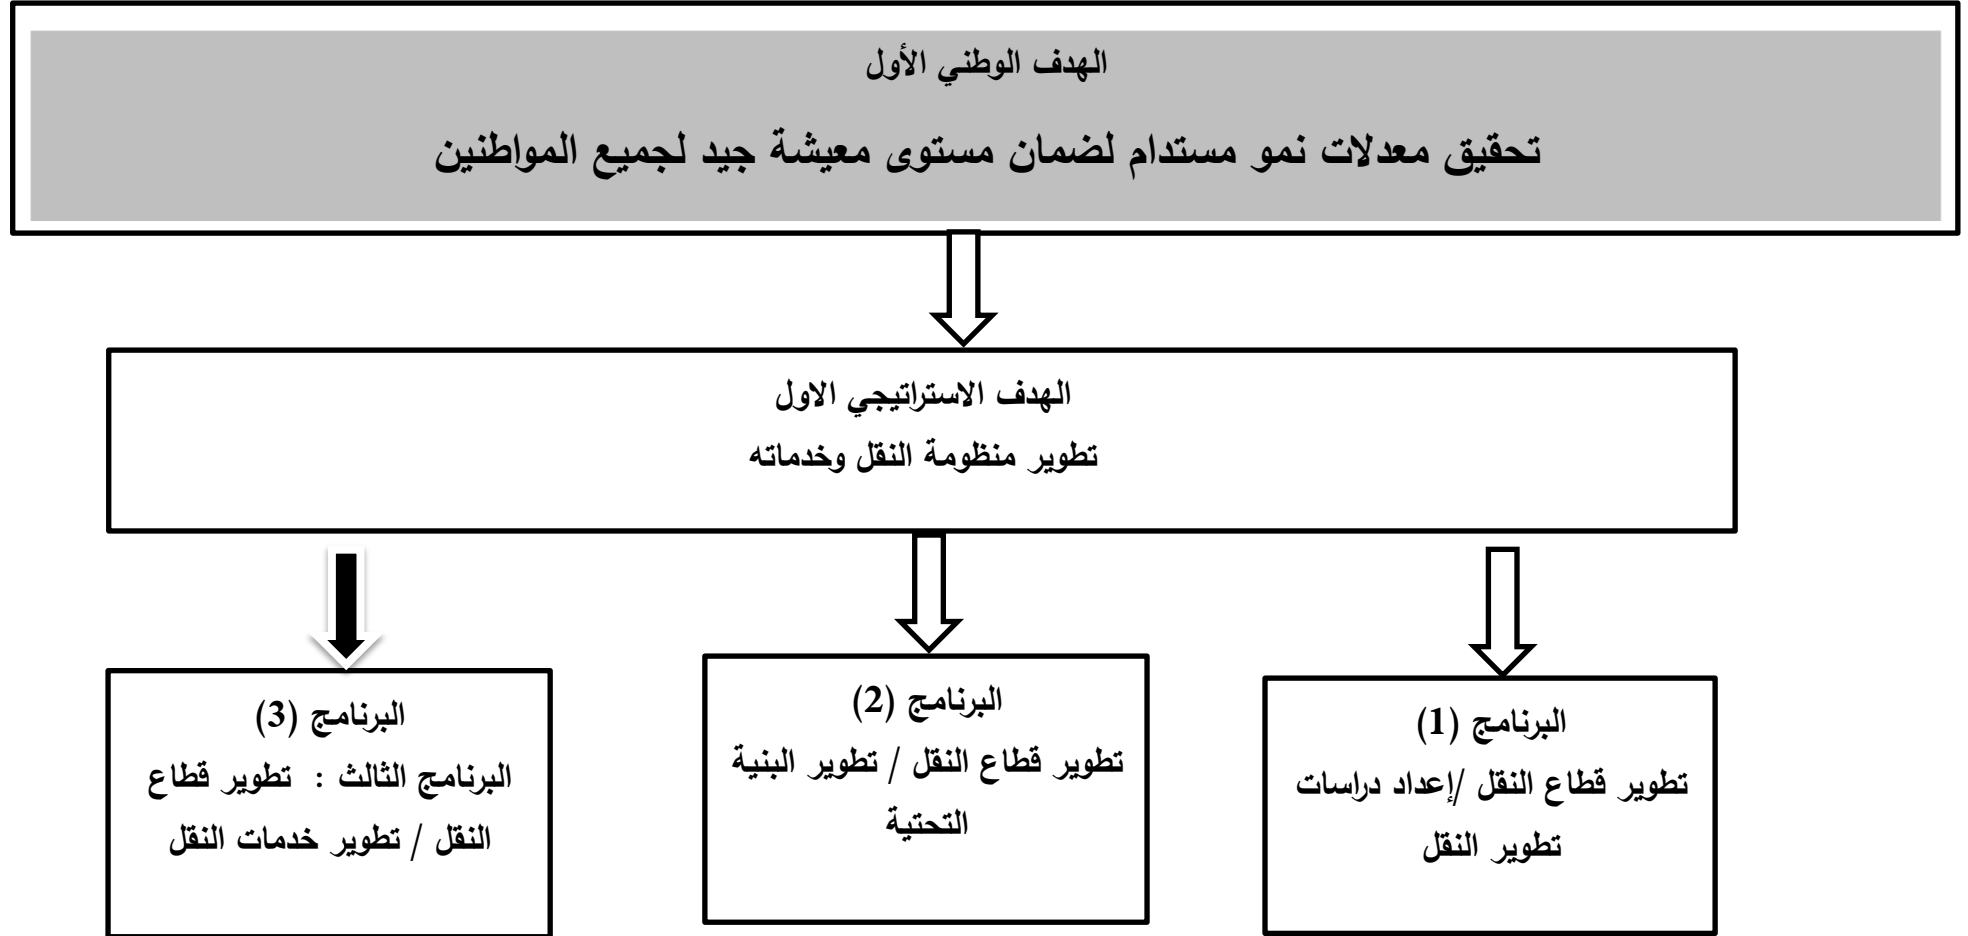 الهدف الوطني الأول
تحقيق معدلات نمو مستدام لضمان مستوى معيشة جيد لجميع المواطنين
الهدف الاستراتيجي الاول
تطوير منظومة النقل وخدماته
البرنامج (1)
تطوير قطاع النقل /إعداد دراسات
تطوير النقل
البرنامج (2)
تطوير قطاع النقل / تطوير البنية
التحتية
البرنامج (3)
البرنامج الثالث : تطوير قطاع
النقل / تطوير خدمات النقل